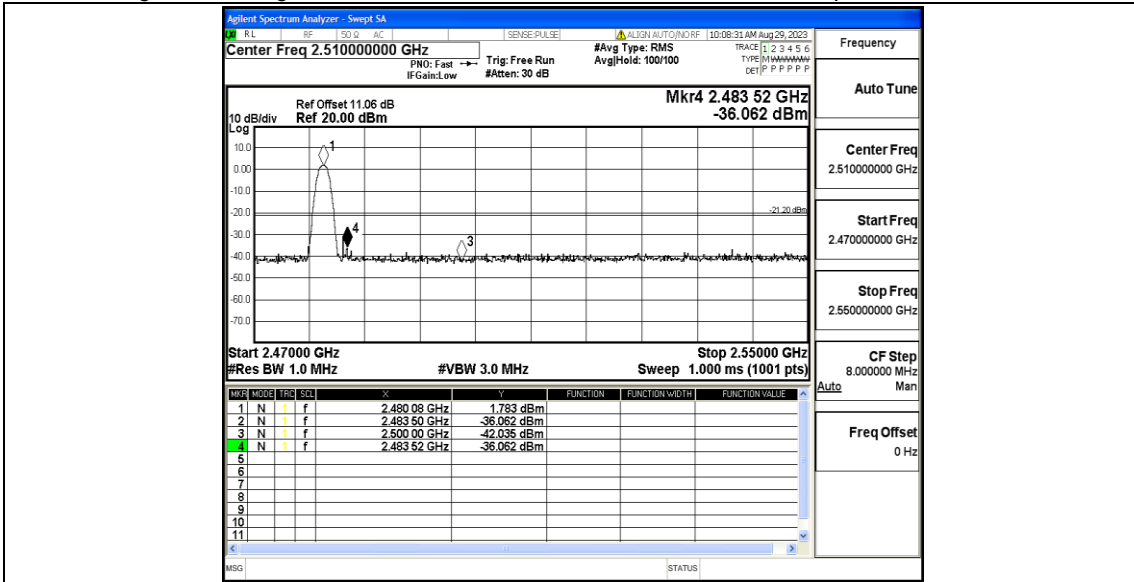 Agilent Spectrum Analyzer - Swept SA
RL RF 50 Ω AC SENSE:PULSE ALIGN AUTO/NO RF 10:08:31 AM Aug 29, 2023
Center Freq 2.510000000 GHz
PNO: Fast
IFGain:Low
Trig: Free Run
#Atten: 30 dB
#Avg Type: RMS
Avg|Hold: 100/100
TRACE 1 2 3 4 5 6
TYPE M
DET P P P P P P
Frequency
Auto Tune
Center Freq
2.510000000 GHz
Start Freq
2.470000000 GHz
Stop Freq
2.550000000 GHz
CF Step
8.000000 MHz
Auto Man
Freq Offset
0 Hz
Ref Offset 11.06 dB
10 dB/div Ref 20.00 dBm
Log
Mkr4 2.483 52 GHz
-36.062 dBm
10.0
0.00
-10.0
-20.0
-30.0
-40.0
-50.0
-60.0
-70.0
1
4
3
-21.20 dBm
Start 2.47000 GHz Stop 2.55000 GHz
#Res BW 1.0 MHz #VBW 3.0 MHz Sweep 1.000 ms (1001 pts)
MKR MODE TRC SCL X Y FUNCTION FUNCTION WIDTH FUNCTION VALUE
1 N 1 f 2.480 08 GHz 1.783 dBm
2 N 1 f 2.483 50 GHz -36.062 dBm
3 N 1 f 2.500 00 GHz -42.035 dBm
4 N 1 f 2.483 52 GHz -36.062 dBm
5
6
7
8
9
10
11
MSG STATUS